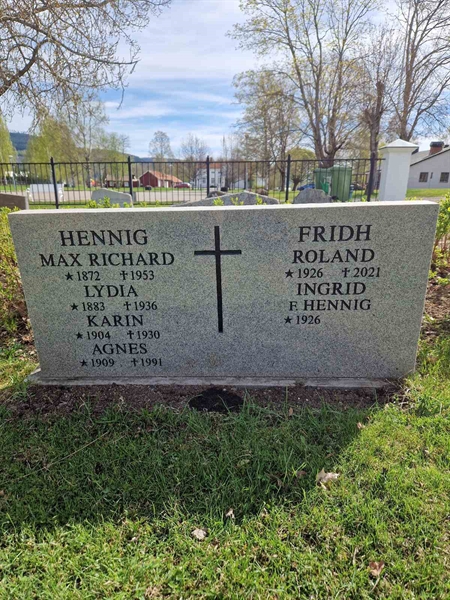 HENNIG
MAX RICHARD
★1872 †1953
LYDIA
★1883 †1936
KARIN
★1904 †1930
AGNES
★1909 †1991
FRIDH
ROLAND
★1926 †2021
INGRID
F. HENNIG
★1926